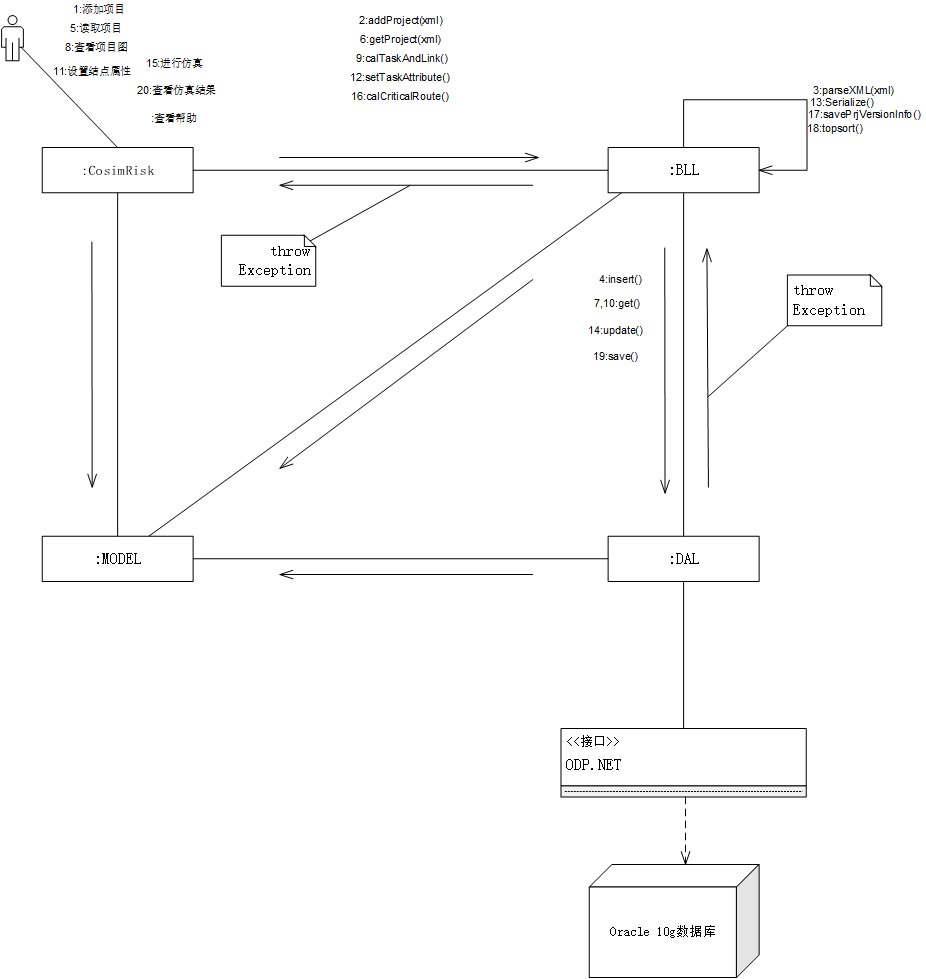 1:添加项目
5:读取项目
8:查看项目图
11:设置结点属性
15:进行仿真
20:查看仿真结果
:查看帮助
2:addProject(xml)
6:getProject(xml)
9:calTaskAndLink()
12:setTaskAttribute()
16:calCriticalRoute()
3:parseXML(xml)
13:Serialize()
17:savePrjVersionInfo()
18:topsort()
:CosimRisk
:BLL
throw
Exception
4:insert()
7,10:get()
14:update()
19:save()
throw
Exception
:MODEL
:DAL
<<接口>>
ODP.NET
Oracle 10g数据库